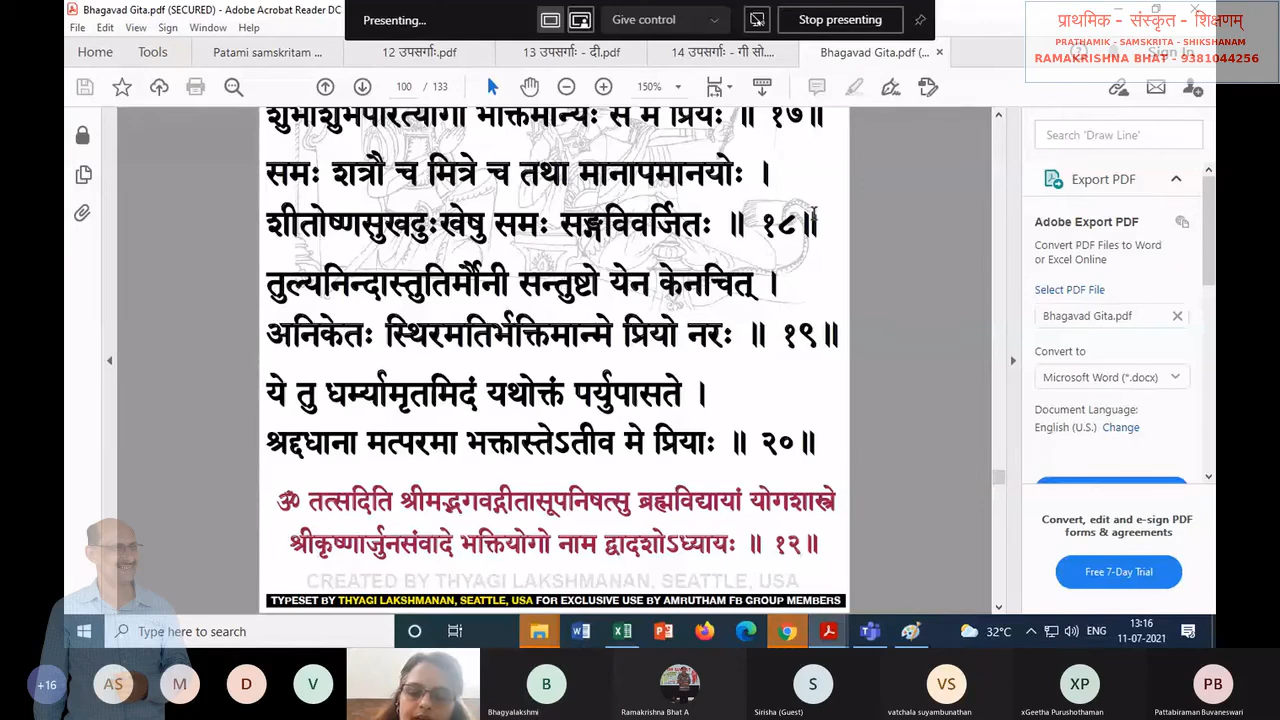 Bhagavad Gita.pdf (SECURED) - Adobe Acrobat Reader DC
Presenting...
Give control
Stop presenting
प्राथमिक - संस्कृत - शिक्षणम्
PRATHAMIK - SAMSKRITA - SHIKSHANAM
RAMAKRISHNA BHAT - 9381044256
File Edit View Sign Window Help
Home Tools Patami samskritam ... 12 उपसर्गाः.pdf 13 उपसर्गाः - दी.pdf 14 उपसर्गाः - गी सो.... Bhagavad Gita.pdf (... × Sign In
100 / 133 150%
शुभाशुभपरित्यागी भक्तिमान्यः स मे प्रियः ॥ १७॥
समः शत्रौ च मित्रे च तथा मानापमानयोः ।
शीतोष्णसुखदुःखेषु समः सङ्गविवर्जितः ॥ १८॥
तुल्यनिन्दास्तुतिर्मौनी सन्तुष्टो येन केनचित् ।
अनिकेतः स्थिरमतिर्भक्तिमान्मे प्रियो नरः ॥ १९॥
ये तु धर्म्यामृतमिदं यथोक्तं पर्युपासते ।
श्रद्दधाना मत्परमा भक्तास्तेऽतीव मे प्रियाः ॥ २०॥
ॐ तत्सदिति श्रीमद्भगवद्गीतासूपनिषत्सु ब्रह्मविद्यायां योगशास्त्रे
श्रीकृष्णार्जुनसंवादे भक्तियोगो नाम द्वादशोऽध्यायः ॥ १२॥
CREATED BY THYAGI LAKSHMANAN, SEATTLE, USA
TYPESET BY THYAGI LAKSHMANAN, SEATTLE, USA FOR EXCLUSIVE USE BY AMRUTHAM FB GROUP MEMBERS
Search 'Draw Line'
Export PDF
Adobe Export PDF
Convert PDF Files to Word
or Excel Online
Select PDF File
Bhagavad Gita.pdf ×
Convert to
Microsoft Word (*.docx)
Document Language:
English (U.S.) Change
Convert, edit and e-sign PDF
forms & agreements
Free 7-Day Trial
Type here to search
32°C ENG
13:16
11-07-2021
+16 AS M D V B S VS XP PB
Bhagyalakshmi Ramakrishna Bhat A Sirisha (Guest) vatchala suyambunathan xGeetha Purushothaman Pattabiraman Buvaneswari